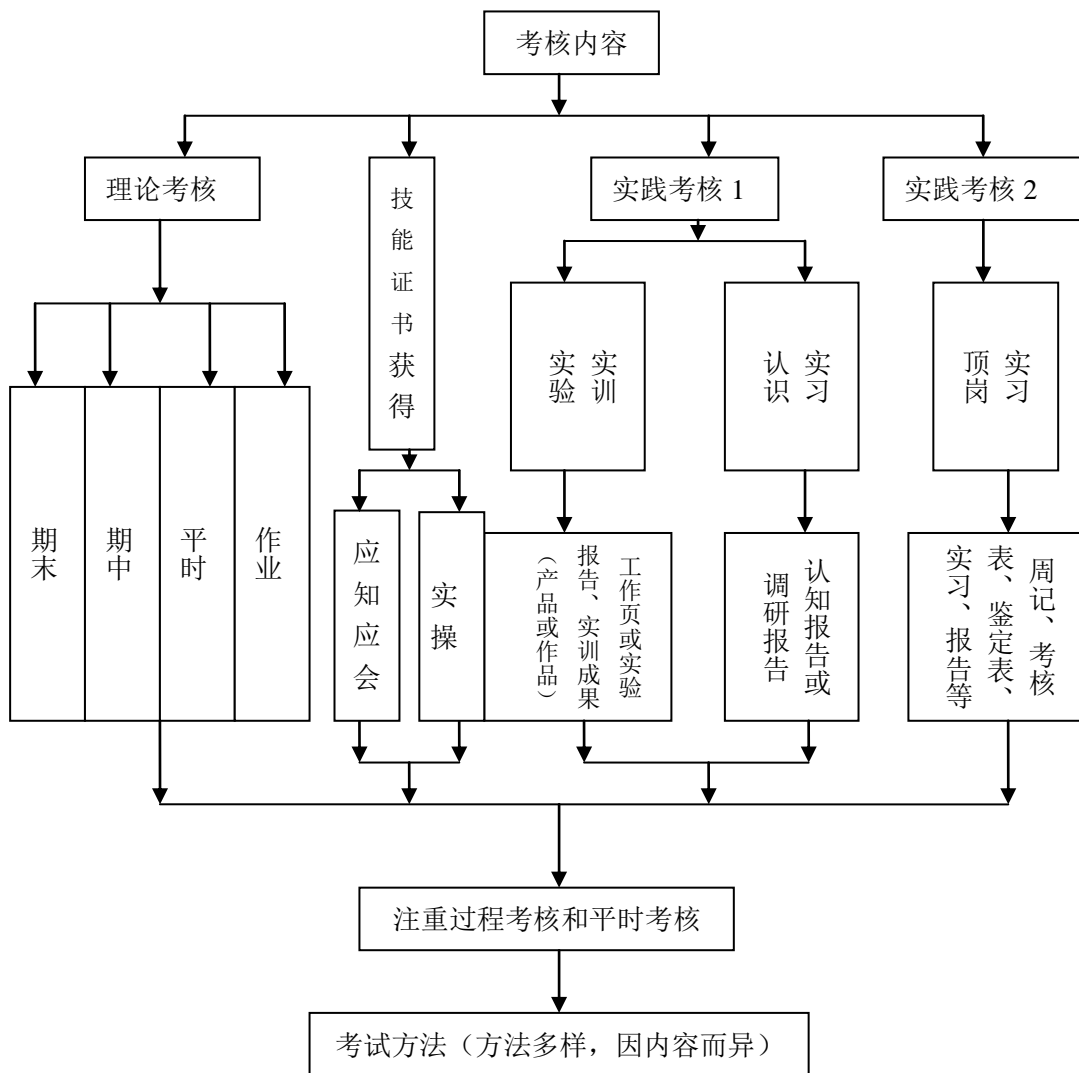 考核内容
理论考核
技能证书获得
实践考核 1
实践考核 2
实训
实验
实习
认识
实习
顶岗
期末
期中
平时
作业
应知应会
实操
工作页或实验
报告、实训成果
（产品或作品）
认知报告或
调研报告
周记、考核
表、鉴定表、
实习、报告等
注重过程考核和平时考核
考试方法（方法多样，因内容而异）